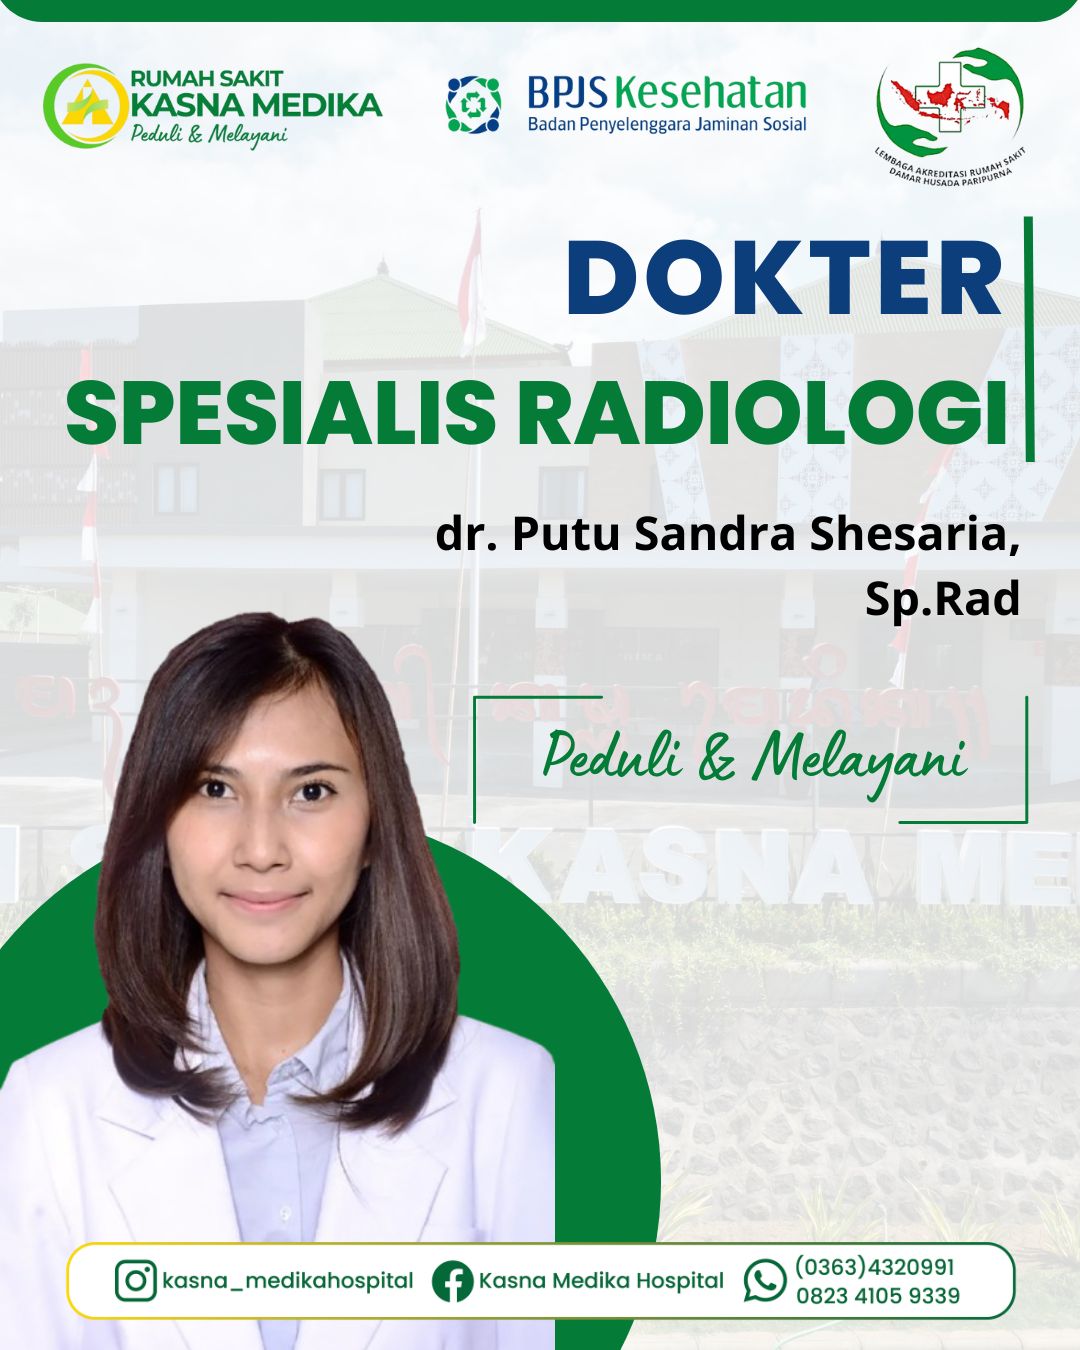 RUMAH SAKIT
KASNA MEDIKA
Peduli & Melayani
BPJS Kesehatan
Badan Penyelenggara Jaminan Sosial
LEMBAGA AKREDITASI RUMAH SAKIT
DAMAR HUSADA PARIPURNA
DOKTER
SPESIALIS RADIOLOGI
dr. Putu Sandra Shesaria,
Sp.Rad
Peduli & Melayani
KASNA ME
kasna_medikahospital
Kasna Medika Hospital
(0363)4320991
0823 4105 9339